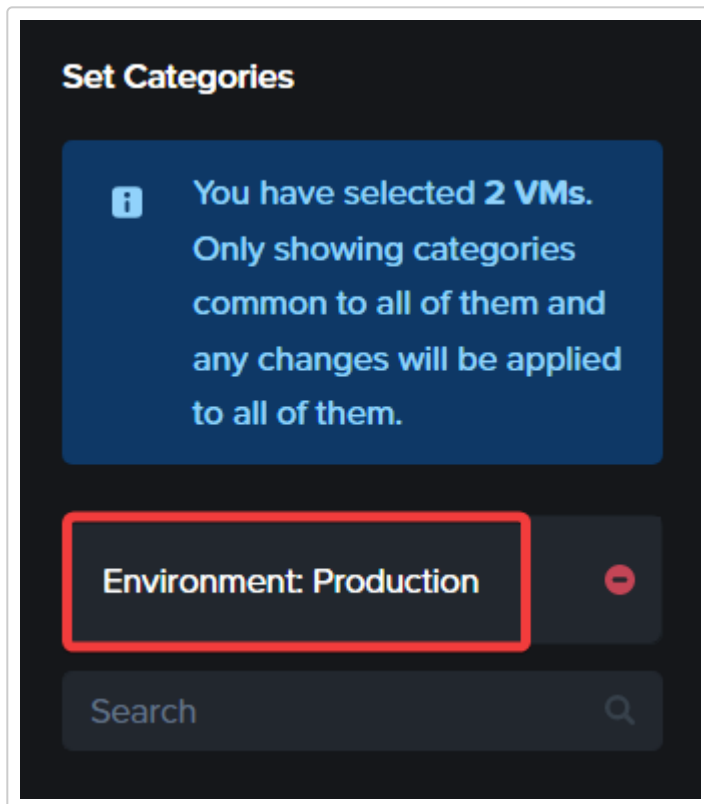 Set Categories
You have selected 2 VMs.
Only showing categories
common to all of them and
any changes will be applied
to all of them.
Environment: Production
Search